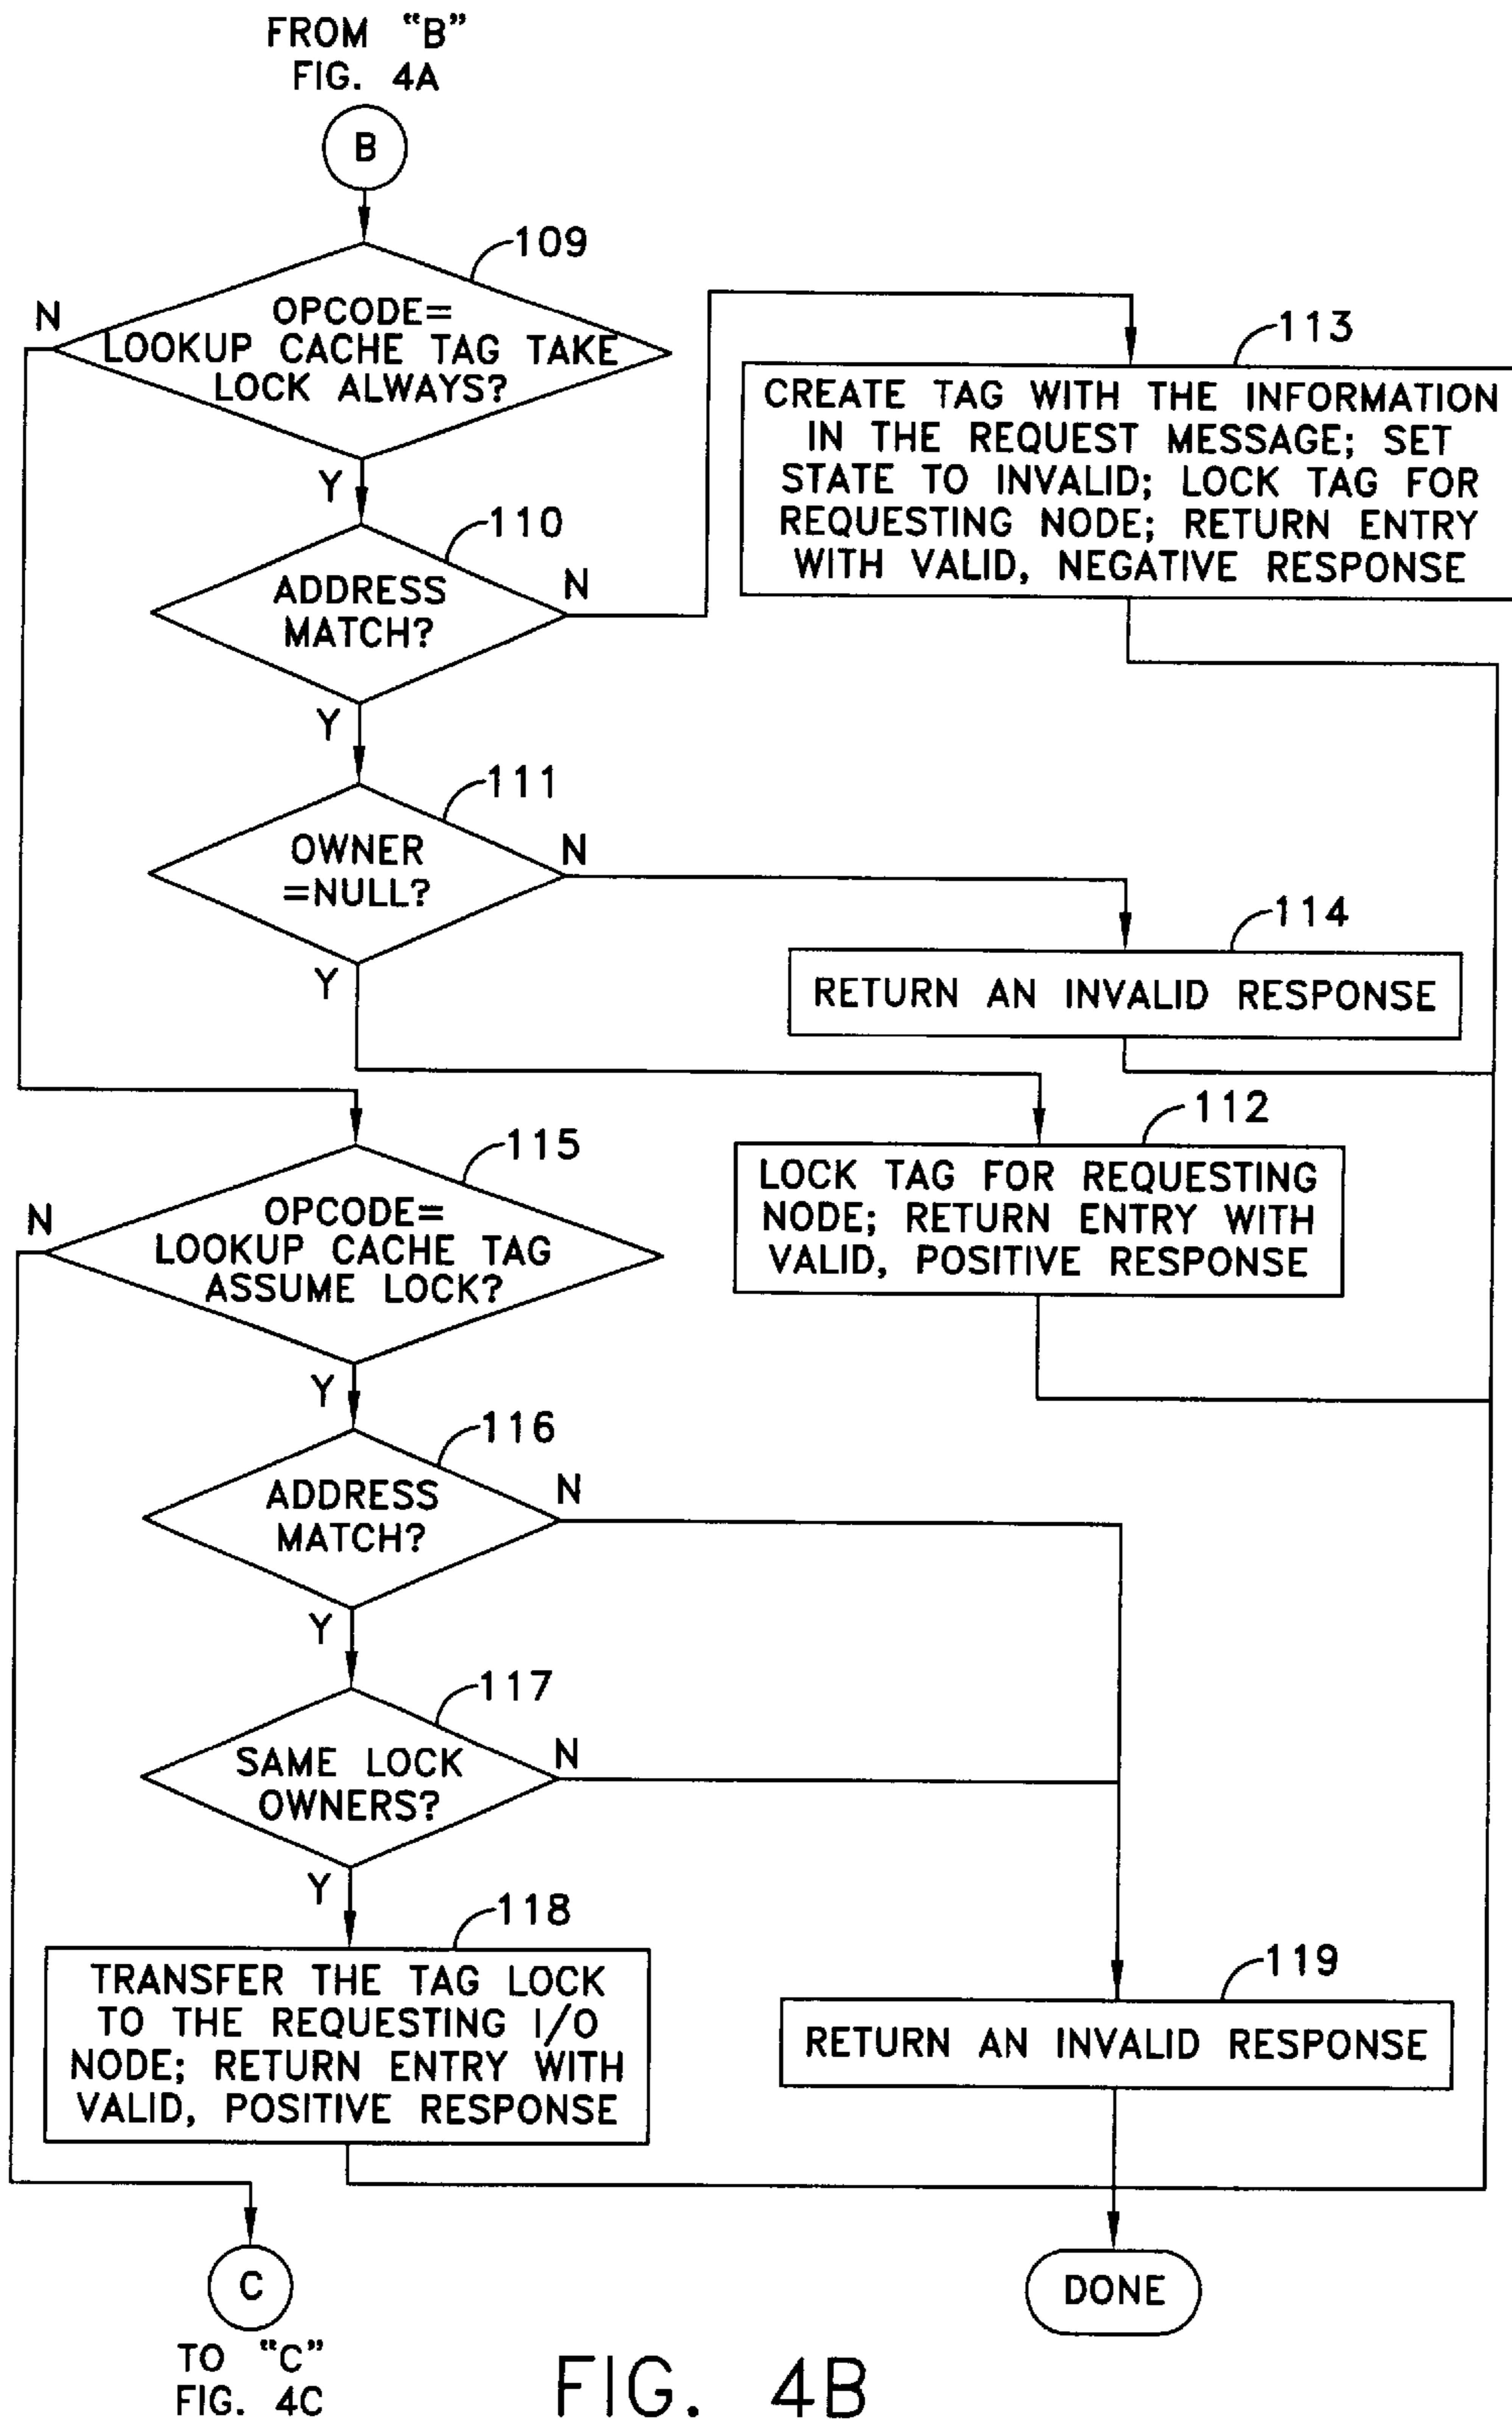 FROM “B”
FIG. 4A
B
109
N
OPCODE=
LOOKUP CACHE TAG TAKE
LOCK ALWAYS?
Y
113
CREATE TAG WITH THE INFORMATION
IN THE REQUEST MESSAGE; SET
STATE TO INVALID; LOCK TAG FOR
REQUESTING NODE; RETURN ENTRY
WITH VALID, NEGATIVE RESPONSE
110
ADDRESS
MATCH?
N
Y
111
OWNER
=NULL?
N
Y
114
RETURN AN INVALID RESPONSE
112
LOCK TAG FOR REQUESTING
NODE; RETURN ENTRY WITH
VALID, POSITIVE RESPONSE
115
N
OPCODE=
LOOKUP CACHE TAG
ASSUME LOCK?
Y
116
ADDRESS
MATCH?
N
Y
117
SAME LOCK
OWNERS?
N
Y
118
TRANSFER THE TAG LOCK
TO THE REQUESTING I/O
NODE; RETURN ENTRY WITH
VALID, POSITIVE RESPONSE
119
RETURN AN INVALID RESPONSE
C
TO “C”
FIG. 4C
DONE
FIG. 4B